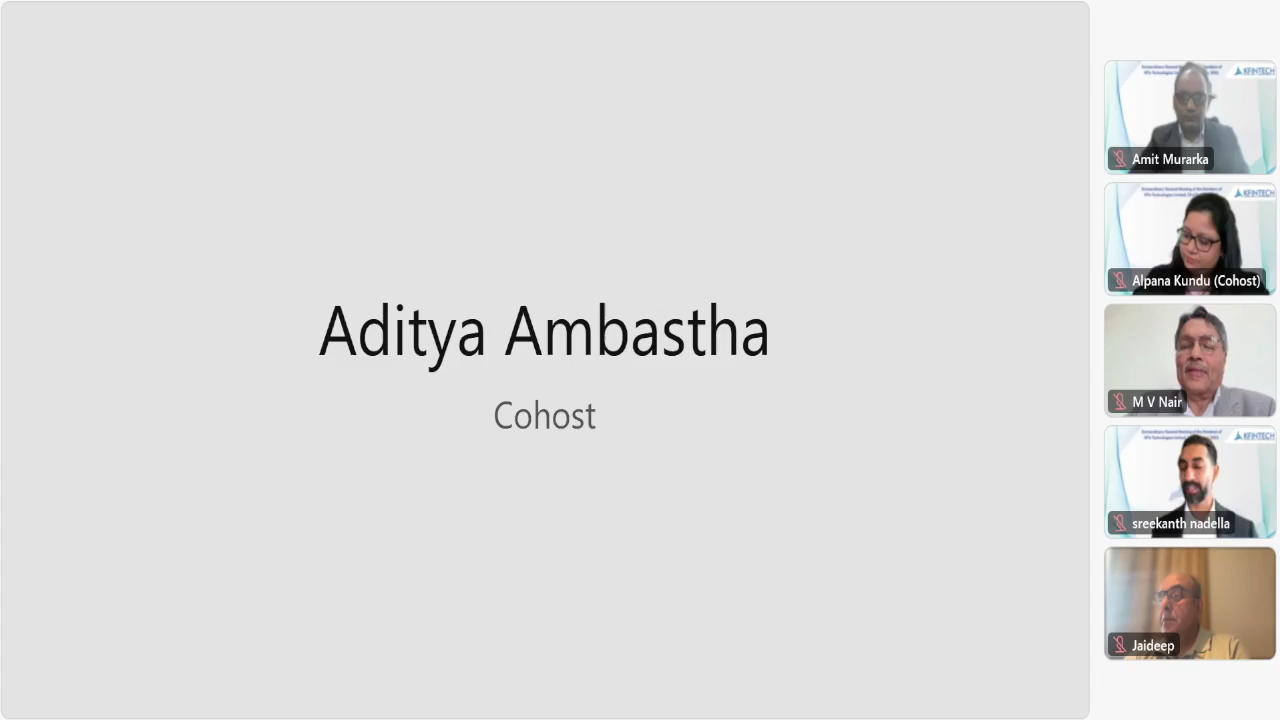 Aditya Ambastha
Cohost
KFINTECH
Amit Murarka
KFINTECH
Alpana Kundu (Cohost)
M V Nair
KFINTECH
sreekanth nadella
Jaideep